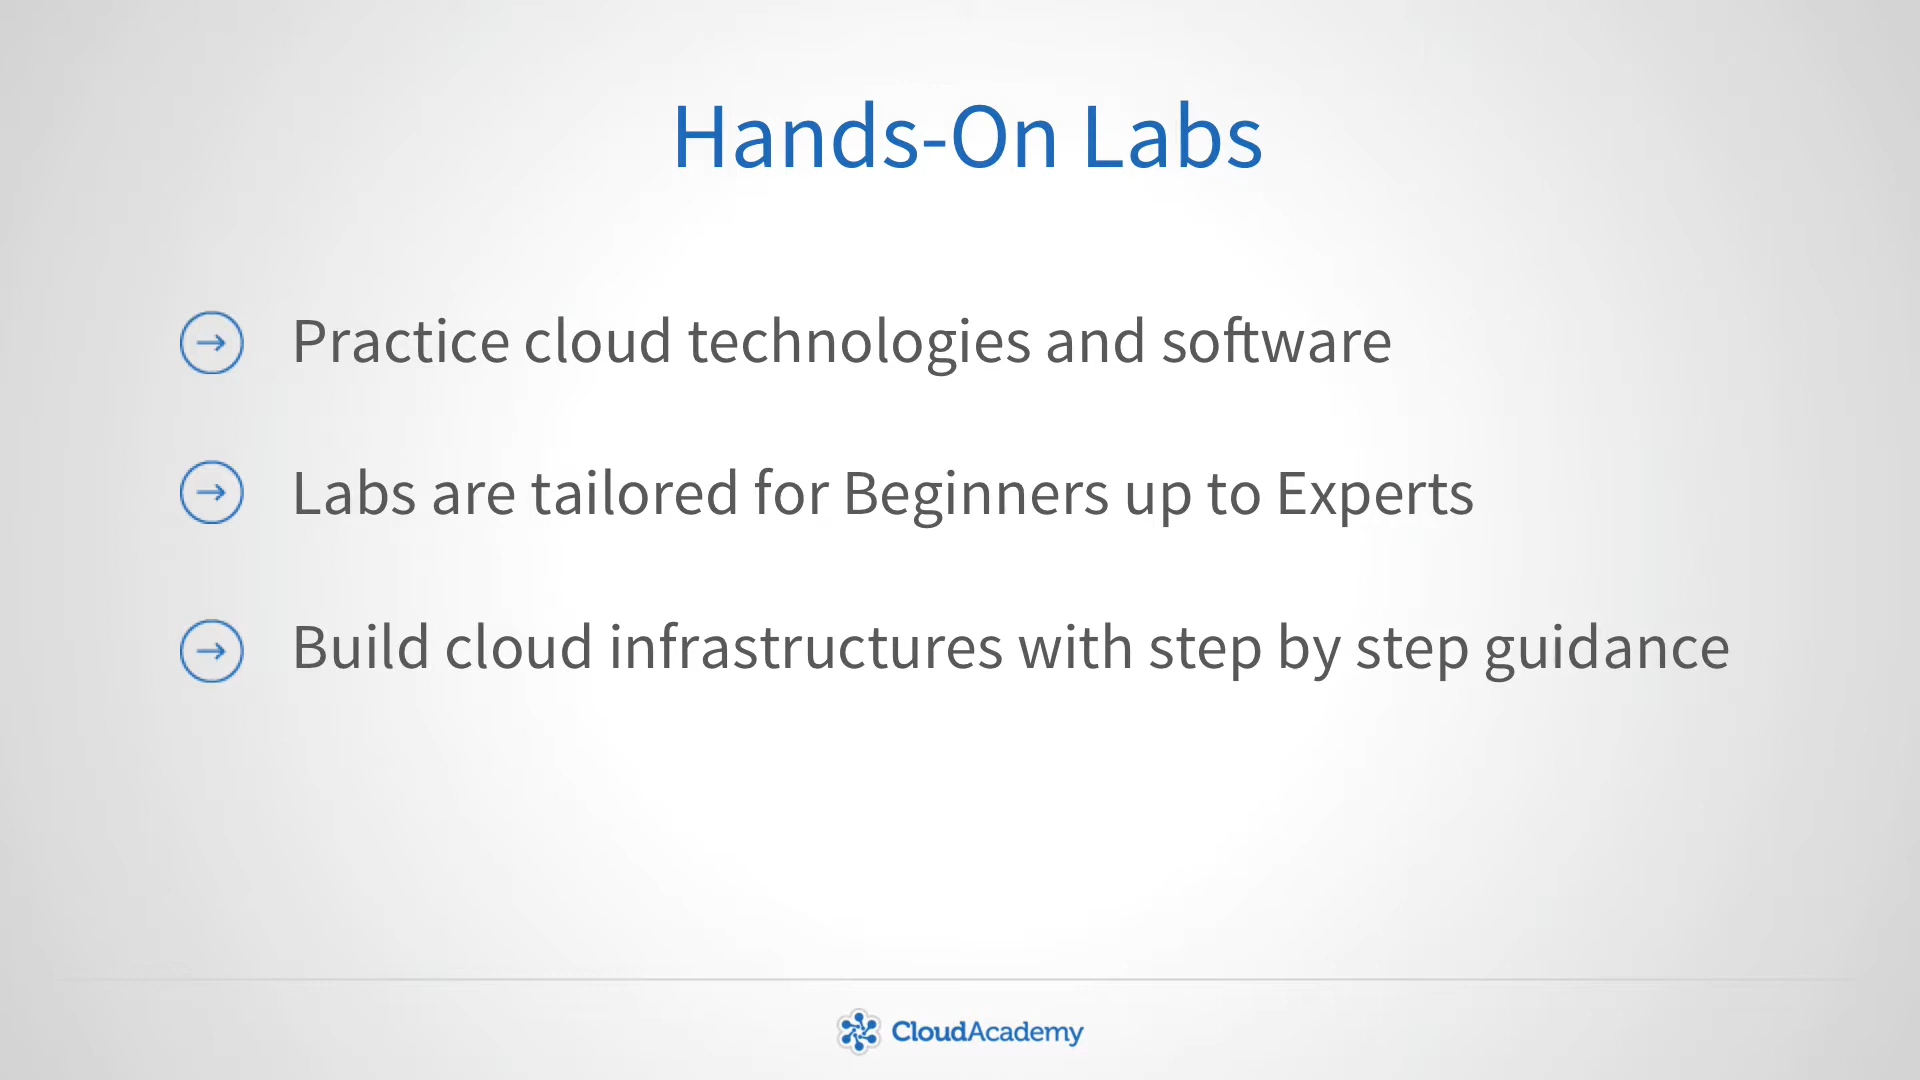 Hands-On Labs
Practice cloud technologies and software
Labs are tailored for Beginners up to Experts
Build cloud infrastructures with step by step guidance
CloudAcademy